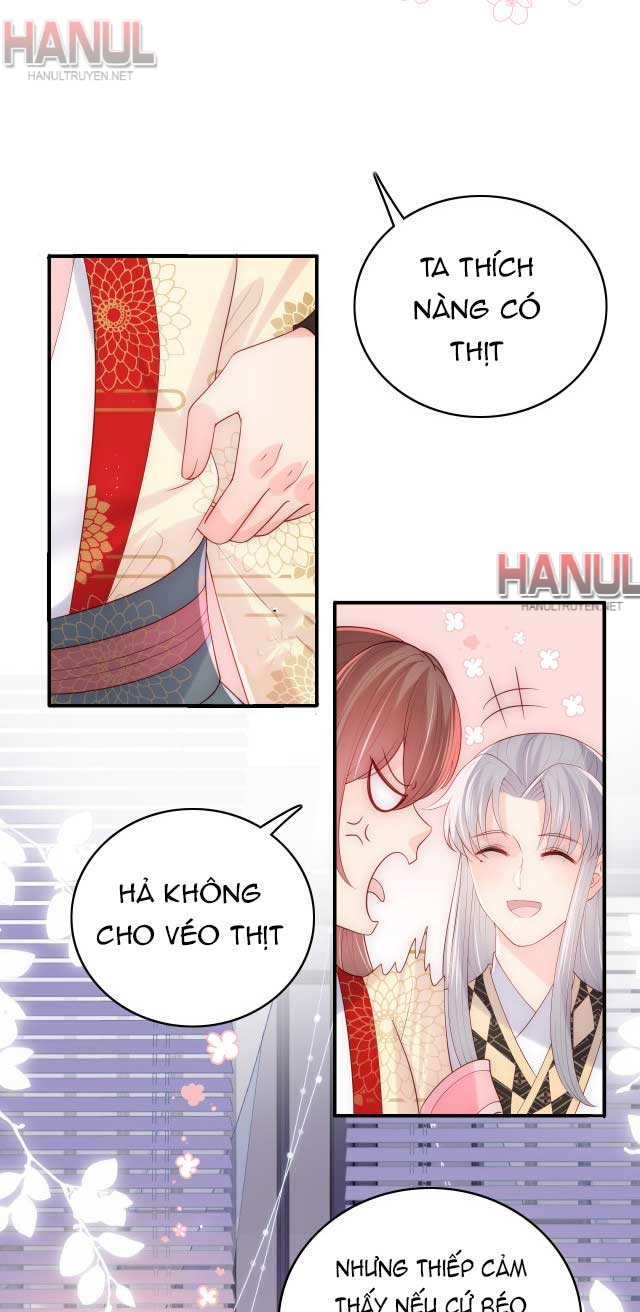 HANUL
HANULTRUYEN.NET
TA THÍCH
NÀNG CÓ
THỊT
HANUL
HANULTRUYEN.NET
HẢ KHÔNG
CHO VÉO THỊT
NHƯNG THIẾP CẢM
THẤY NẾU CỨ BÉO